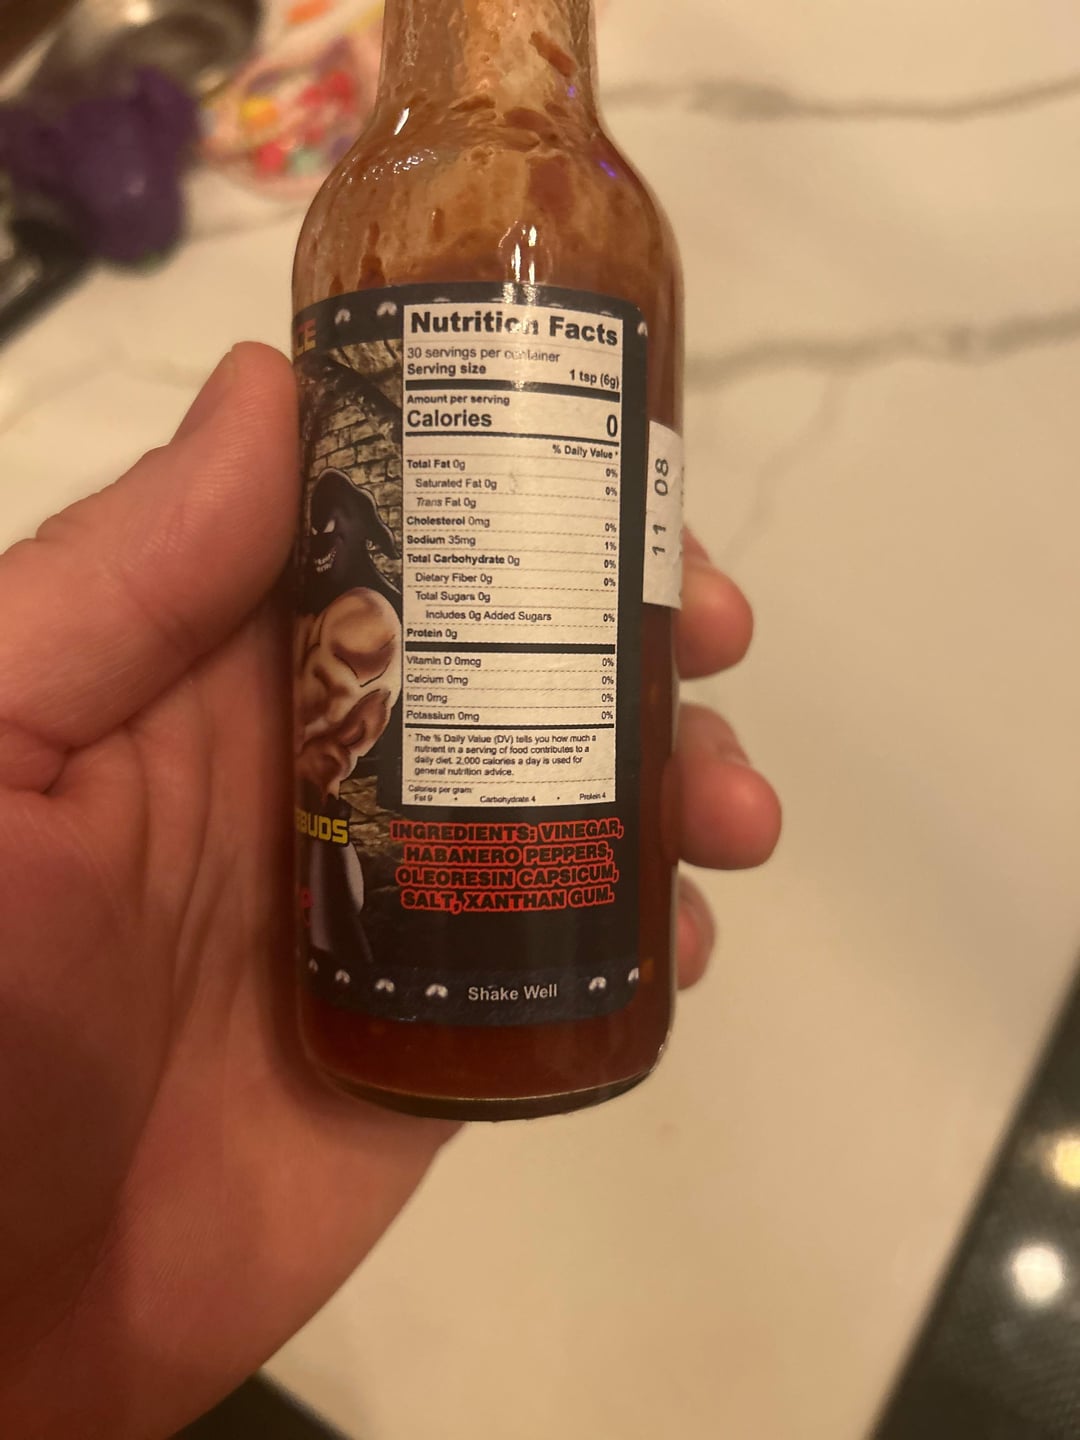 CE
Nutrition Facts
30 servings per container
Serving size 1 tsp (6g)
Amount per serving
Calories 0
% Daily Value *
Total Fat 0g 0%
Saturated Fat 0g 0%
Trans Fat 0g
Cholesterol 0mg 0%
Sodium 35mg 1%
Total Carbohydrate 0g 0%
Dietary Fiber 0g 0%
Total Sugars 0g
Includes 0g Added Sugars 0%
Protein 0g
Vitamin D 0mcg 0%
Calcium 0mg 0%
Iron 0mg 0%
Potassium 0mg 0%
* The % Daily Value (DV) tells you how much a
nutrient in a serving of food contributes to a
daily diet. 2,000 calories a day is used for
general nutrition advice.
Calories per gram:
Fat 9 • Carbohydrate 4 • Protein 4
BUDS
INGREDIENTS: VINEGAR,
HABANERO PEPPERS,
OLEORESIN CAPSICUM,
SALT, XANTHAN GUM.
Shake Well
11 08